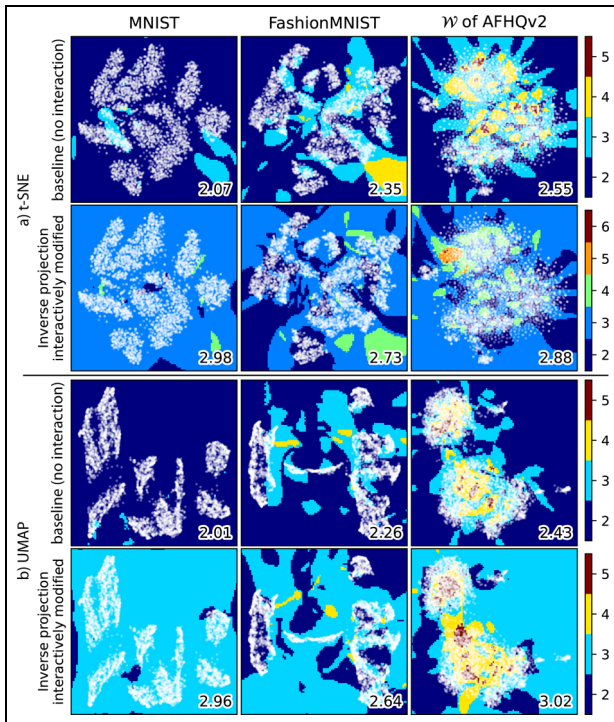 MNIST
FashionMNIST
𝒲 of AFHQv2
a) t-SNE
baseline (no interaction)
2.07
2.35
2.55
5
4
3
2
Inverse projection
interactively modified
2.98
2.73
2.88
6
5
4
3
2
b) UMAP
baseline (no interaction)
2.01
2.26
2.43
5
4
3
2
Inverse projection
interactively modified
2.96
2.64
3.02
5
4
3
2